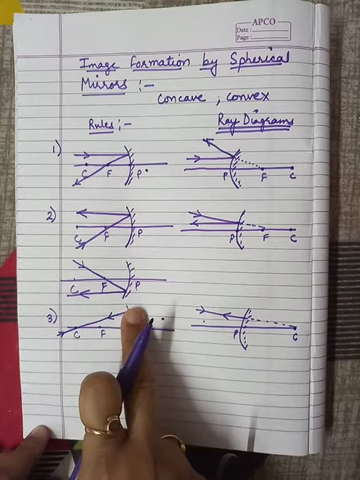 APCO
Date:
Page:
Image Formation by Spherical
Mirrors :-
Concave , Convex
Rules :-
Ray Diagrams
1)
C F P
P F C
2)
C F P
P F C
F P
3)
C F
P C